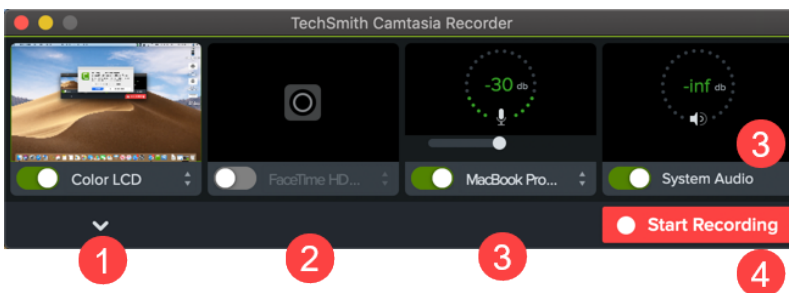 TechSmith Camtasia Recorder
-30 db
-inf db
3
Color LCD
FaceTime HD...
MacBook Pro...
System Audio
Start Recording
1
2
3
4